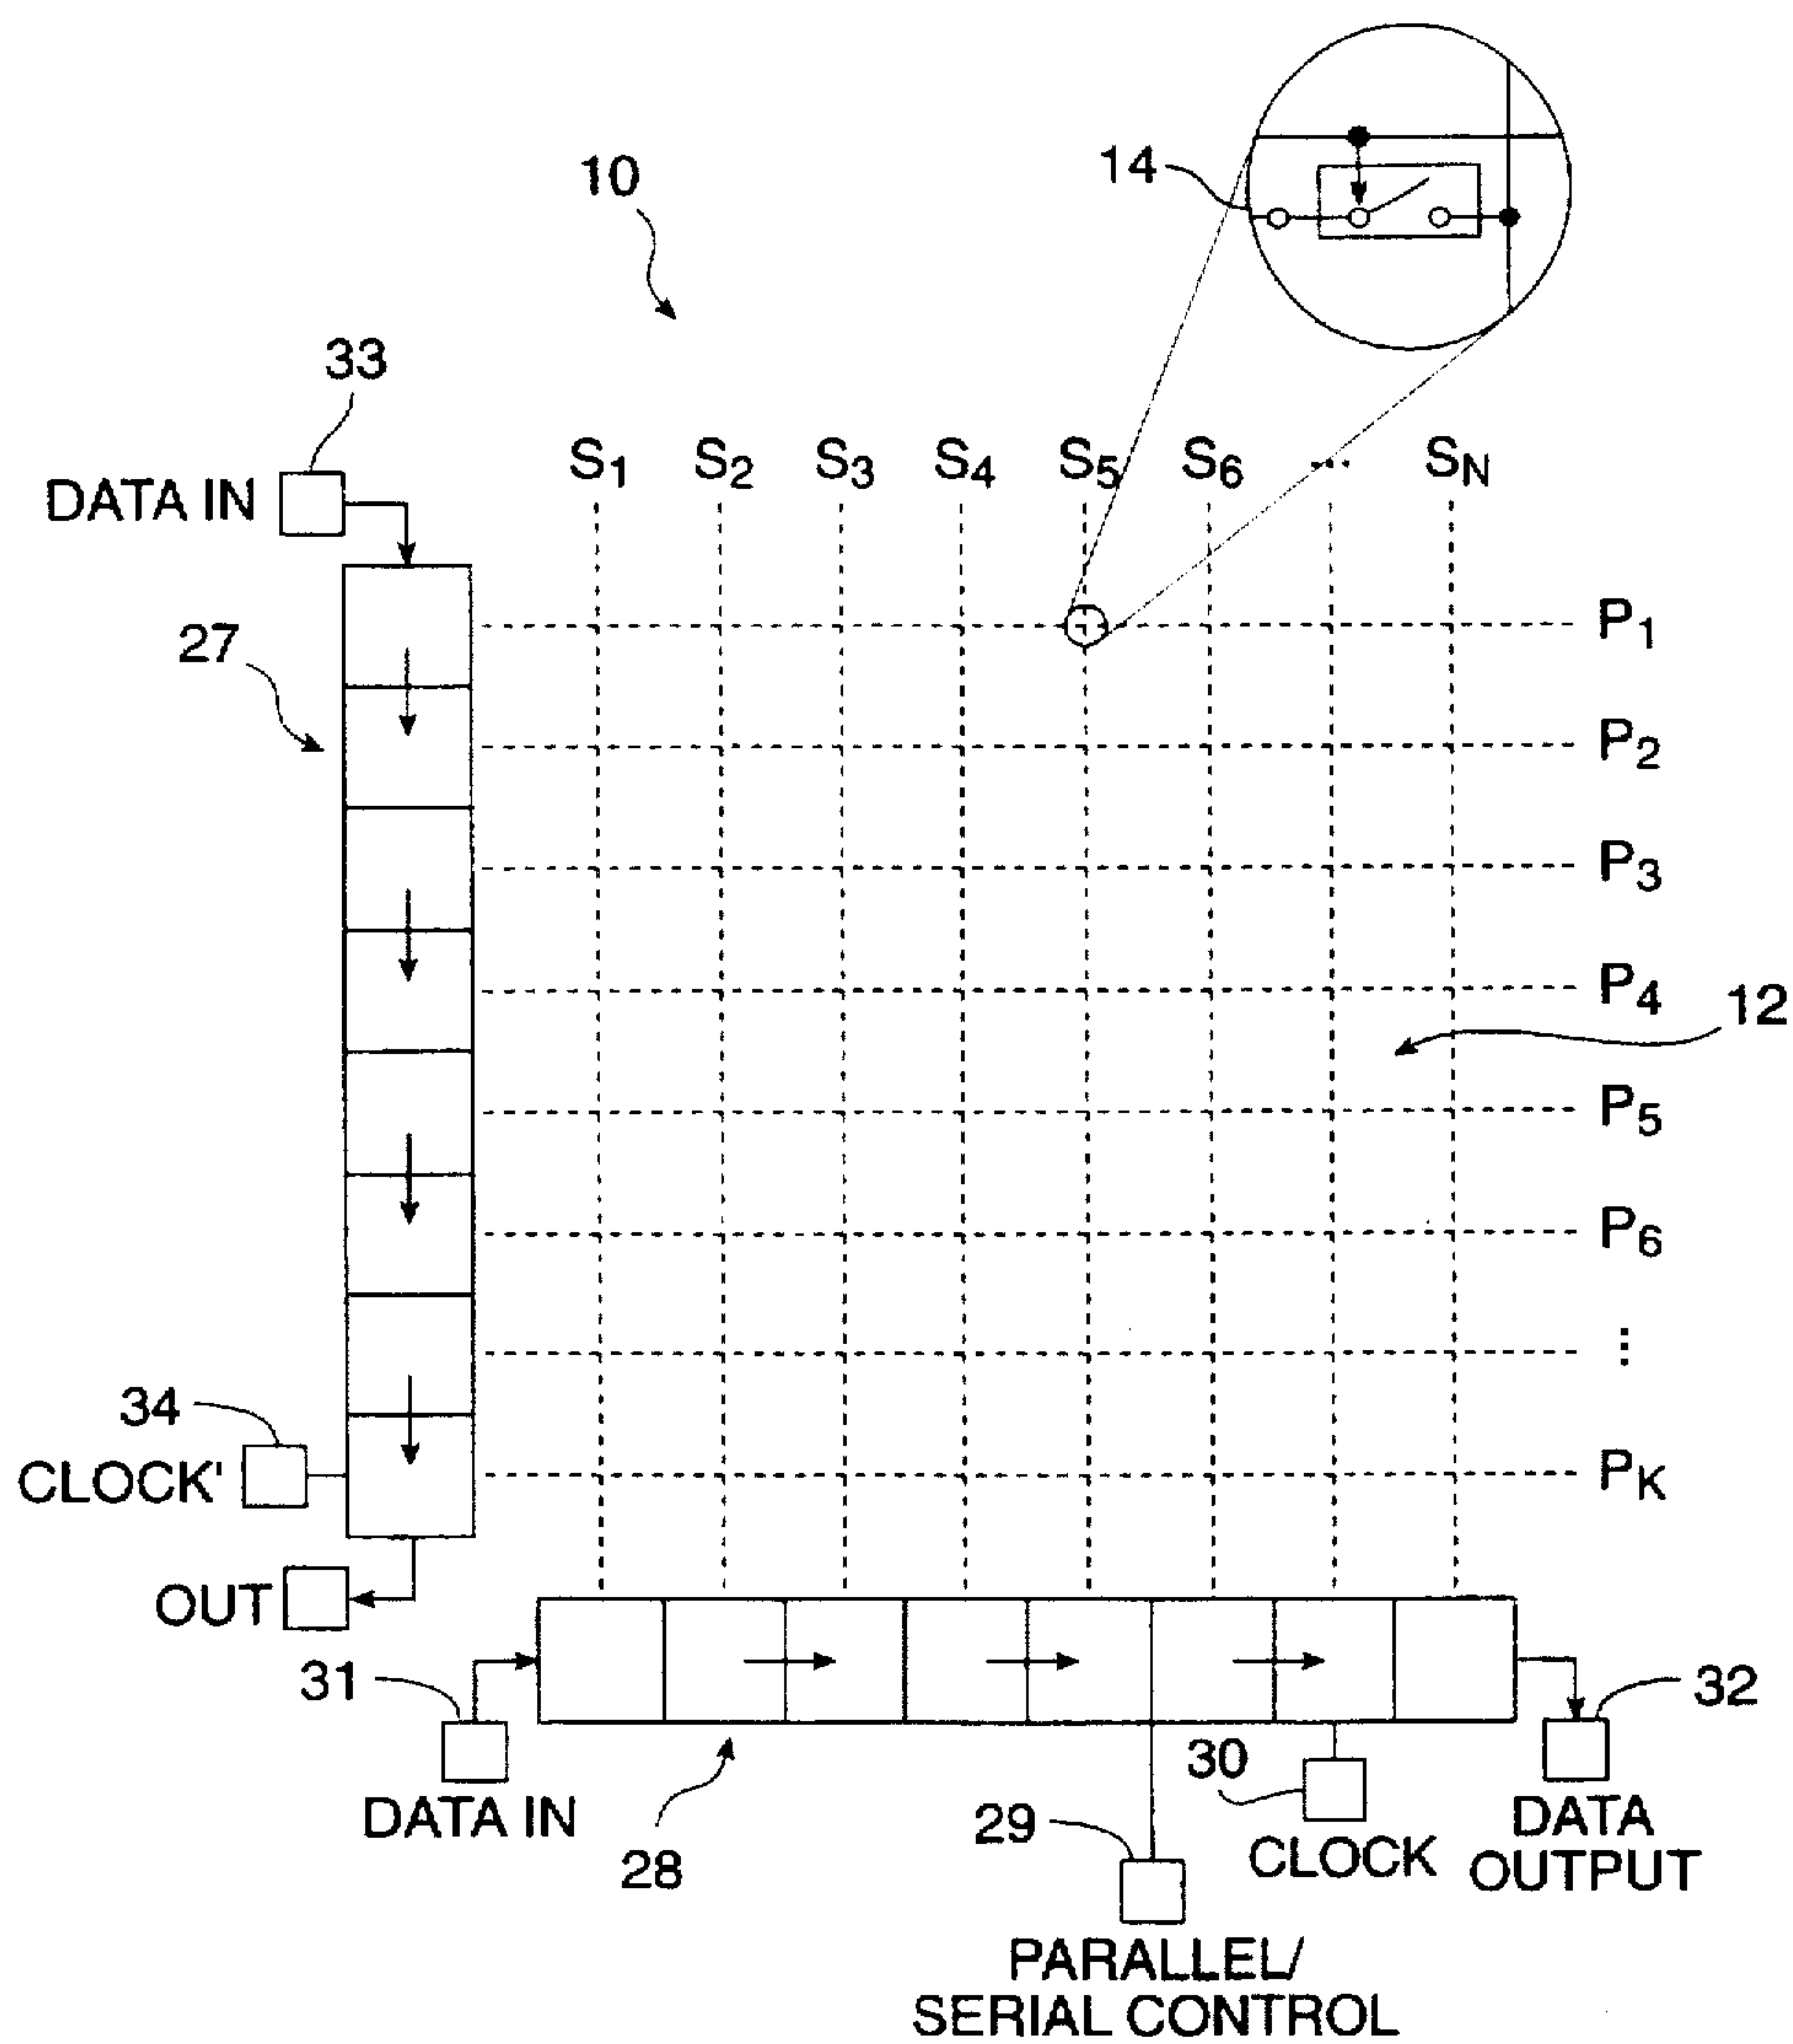 14
10
33
S1 S2 S3 S4 S5 S6 ... SN
DATA IN
P1
27
P2
P3
P4
12
P5
P6
⋮
34
CLOCK'
PK
OUT
31
32
DATA IN
28
30
29
CLOCK
DATA
OUTPUT
PARALLEL/
SERIAL CONTROL